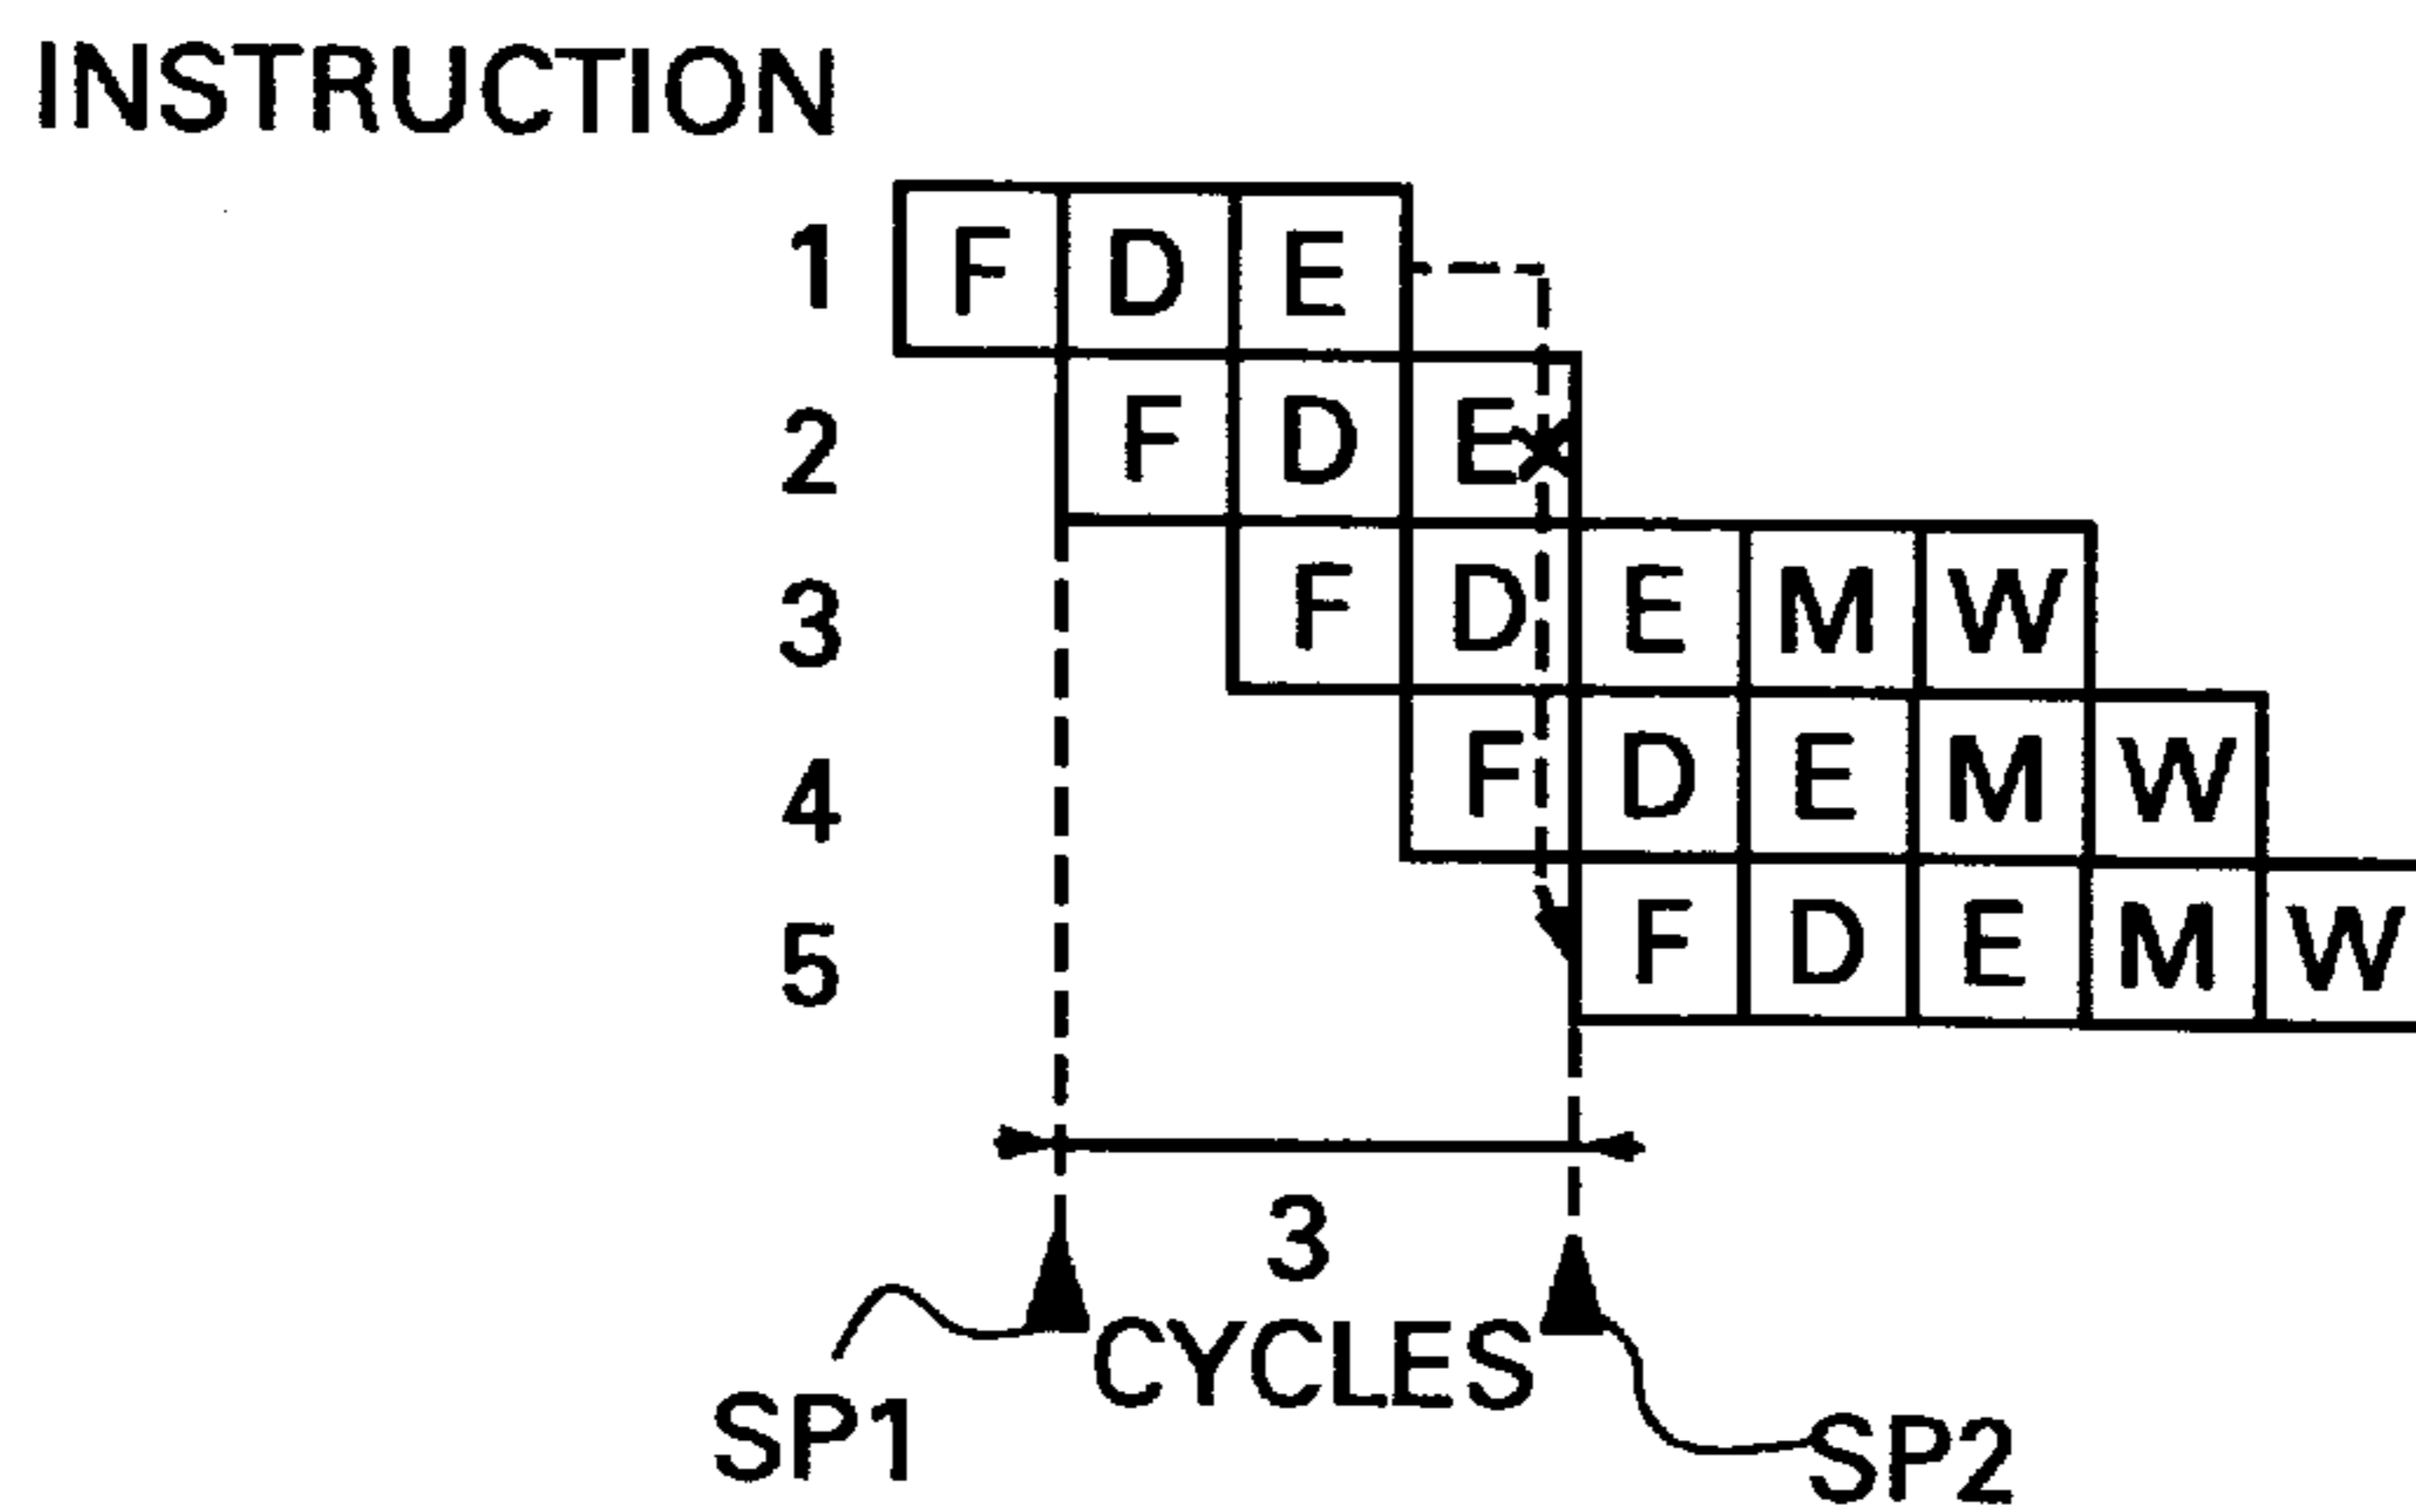 INSTRUCTION
1 F D E
2 F D E
3 F D E M W
4 F D E M W
5 F D E M W
3
CYCLES
SP1
SP2